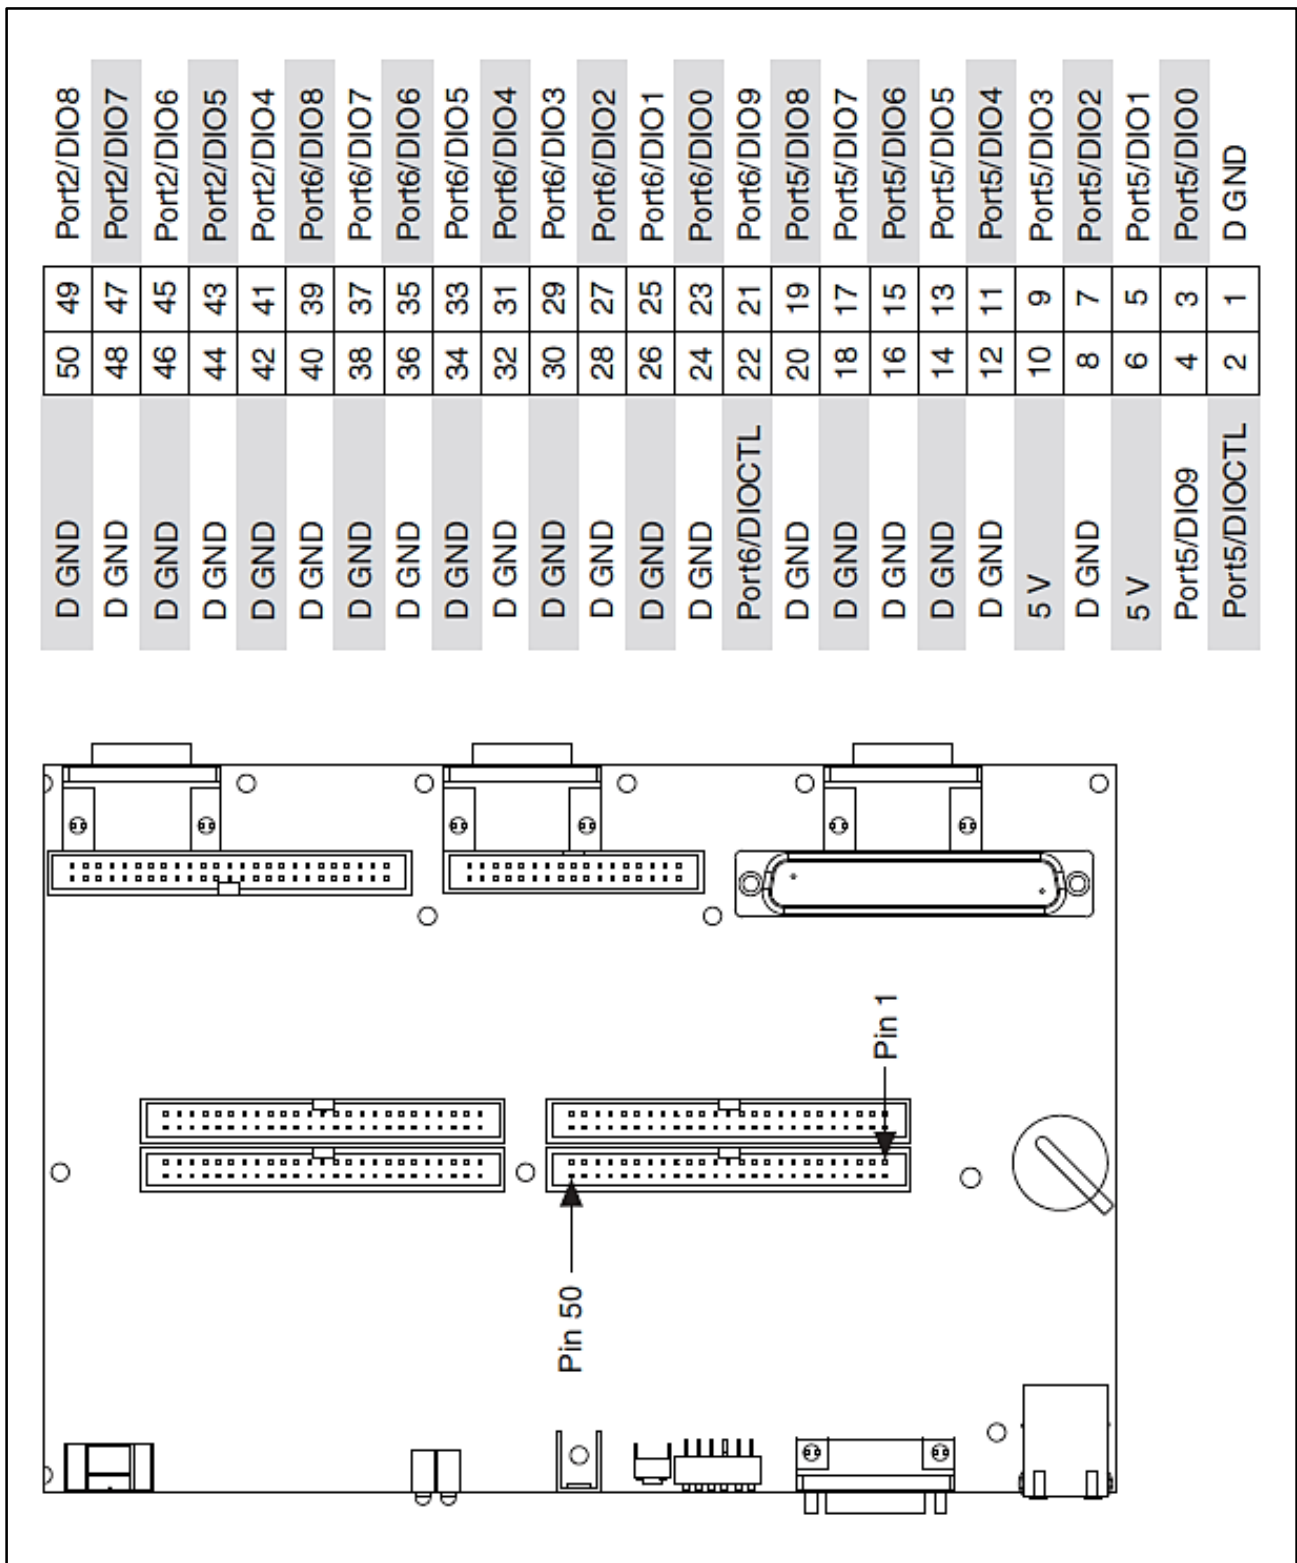 Port2/DIO8 49 50 D GND
Port2/DIO7 47 48 D GND
Port2/DIO6 45 46 D GND
Port2/DIO5 43 44 D GND
Port2/DIO4 41 42 D GND
Port6/DIO8 39 40 D GND
Port6/DIO7 37 38 D GND
Port6/DIO6 35 36 D GND
Port6/DIO5 33 34 D GND
Port6/DIO4 31 32 D GND
Port6/DIO3 29 30 D GND
Port6/DIO2 27 28 D GND
Port6/DIO1 25 26 D GND
Port6/DIO0 23 24 D GND
Port6/DIO9 21 22 Port6/DIOCTL
Port5/DIO8 19 20 D GND
Port5/DIO7 17 18 D GND
Port5/DIO6 15 16 D GND
Port5/DIO5 13 14 D GND
Port5/DIO4 11 12 D GND
Port5/DIO3 9 10 5 V
Port5/DIO2 7 8 D GND
Port5/DIO1 5 6 5 V
Port5/DIO0 3 4 Port5/DIO9
D GND 1 2 Port5/DIOCTL
Pin 1
Pin 50